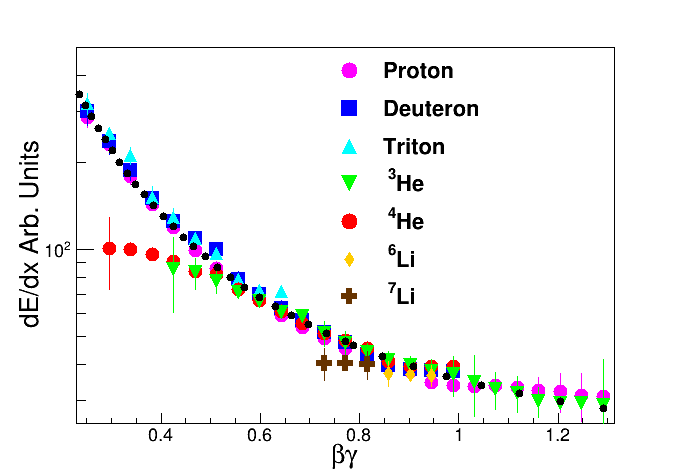 Proton
Deuteron
Triton
³He
⁴He
⁶Li
⁷Li
dE/dx Arb. Units
10²
0.4 0.6 0.8 1 1.2
βγ